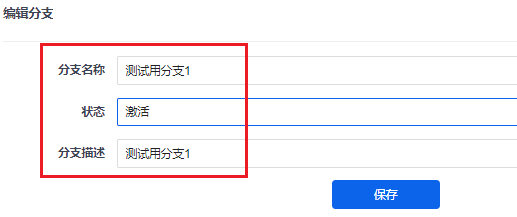 编辑分支
分支名称 测试用分支1
状态 激活
分支描述 测试用分支1
保存